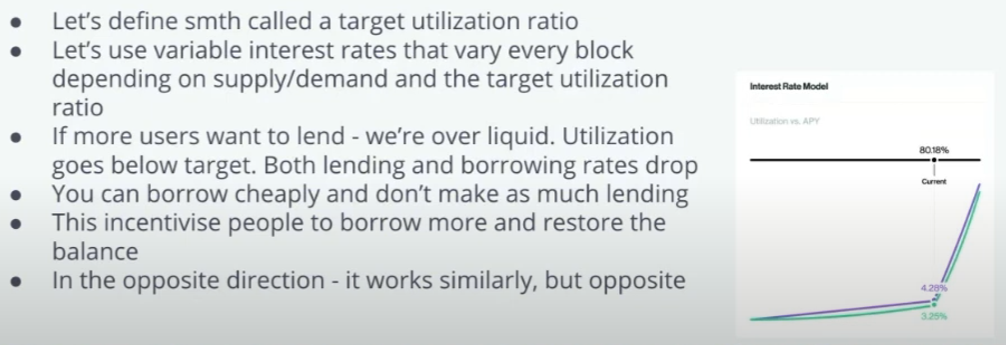 ● Let's define smth called a target utilization ratio
● Let's use variable interest rates that vary every block
depending on supply/demand and the target utilization
ratio
● If more users want to lend - we're over liquid. Utilization
goes below target. Both lending and borrowing rates drop
● You can borrow cheaply and don't make as much lending
● This incentivise people to borrow more and restore the
balance
● In the opposite direction - it works similarly, but opposite
Interest Rate Model
Utilization vs. APY
80.18%
Current
4.28%
3.25%